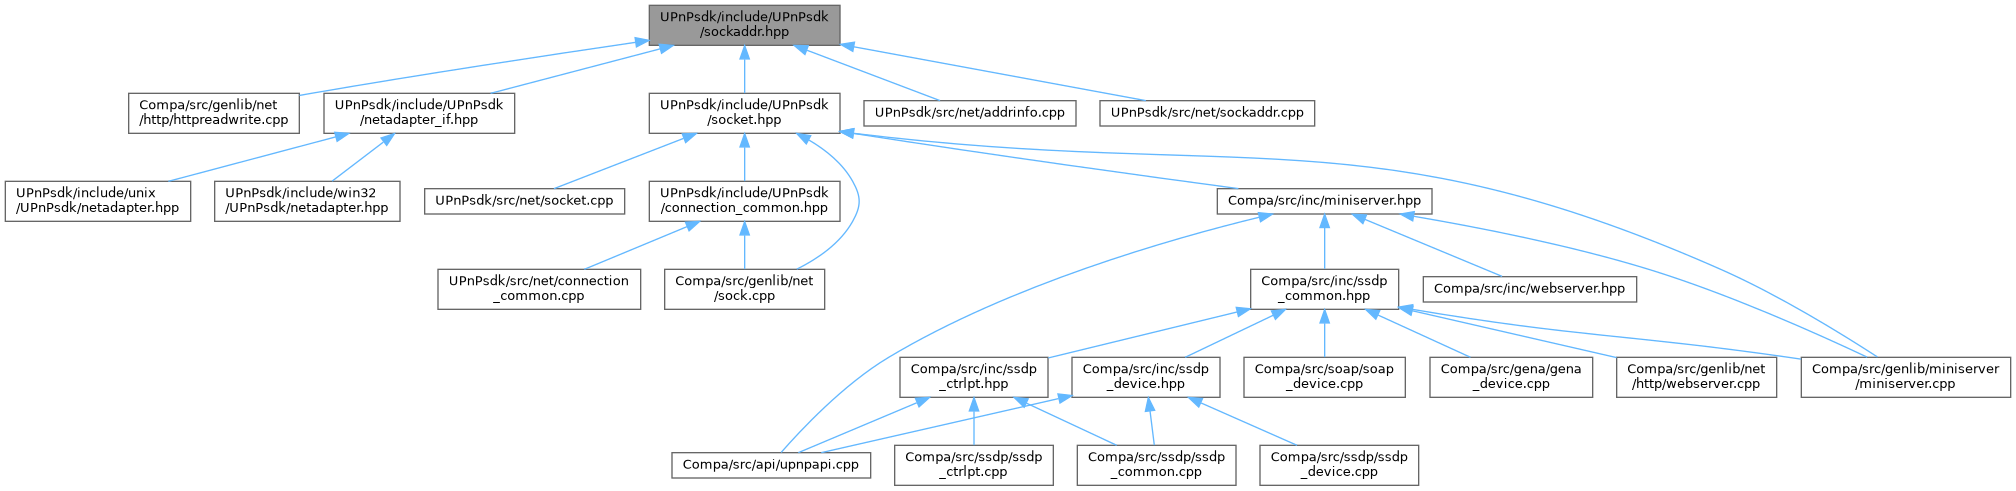 UPnPsdk/include/UPnPsdk
/sockaddr.hpp
Compa/src/genlib/net
/http/httpreadwrite.cpp
UPnPsdk/include/UPnPsdk
/netadapter_if.hpp
UPnPsdk/include/UPnPsdk
/socket.hpp
UPnPsdk/src/net/addrinfo.cpp
UPnPsdk/src/net/sockaddr.cpp
UPnPsdk/include/unix
/UPnPsdk/netadapter.hpp
UPnPsdk/include/win32
/UPnPsdk/netadapter.hpp
UPnPsdk/src/net/socket.cpp
UPnPsdk/include/UPnPsdk
/connection_common.hpp
Compa/src/inc/miniserver.hpp
UPnPsdk/src/net/connection
_common.cpp
Compa/src/genlib/net
/sock.cpp
Compa/src/inc/ssdp
_common.hpp
Compa/src/inc/webserver.hpp
Compa/src/inc/ssdp
_ctrlpt.hpp
Compa/src/inc/ssdp
_device.hpp
Compa/src/soap/soap
_device.cpp
Compa/src/gena/gena
_device.cpp
Compa/src/genlib/net
/http/webserver.cpp
Compa/src/genlib/miniserver
/miniserver.cpp
Compa/src/api/upnpapi.cpp
Compa/src/ssdp/ssdp
_ctrlpt.cpp
Compa/src/ssdp/ssdp
_common.cpp
Compa/src/ssdp/ssdp
_device.cpp